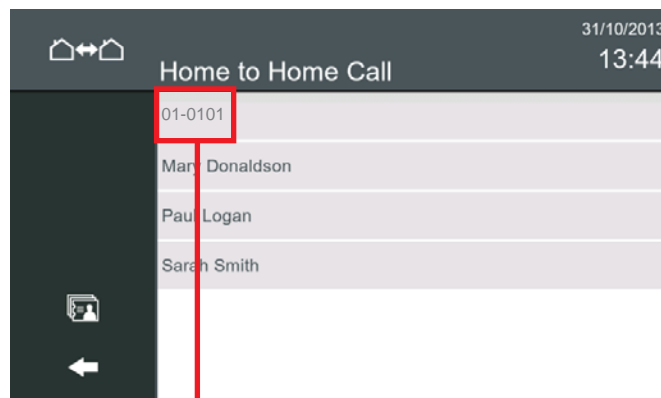 31/10/2013
13:44
Home to Home Call
01-0101
Mary Donaldson
Paul Logan
Sarah Smith